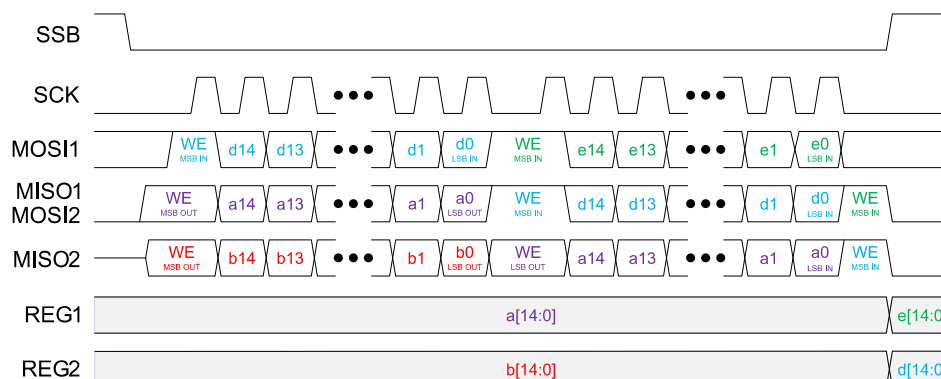 SSB
SCK
MOSI1 WE MSB IN d14 d13 ••• d1 d0 LSB IN WE MSB IN e14 e13 ••• e1 e0 LSB IN
MISO1 MOSI2 WE MSB OUT a14 a13 ••• a1 a0 LSB OUT WE MSB IN d14 d13 ••• d1 d0 LSB IN WE MSB IN
MISO2 WE MSB OUT b14 b13 ••• b1 b0 LSB OUT WE LSB OUT a14 a13 ••• a1 a0 LSB IN WE MSB IN
REG1 a[14:0] e[14:0
REG2 b[14:0] d[14:0